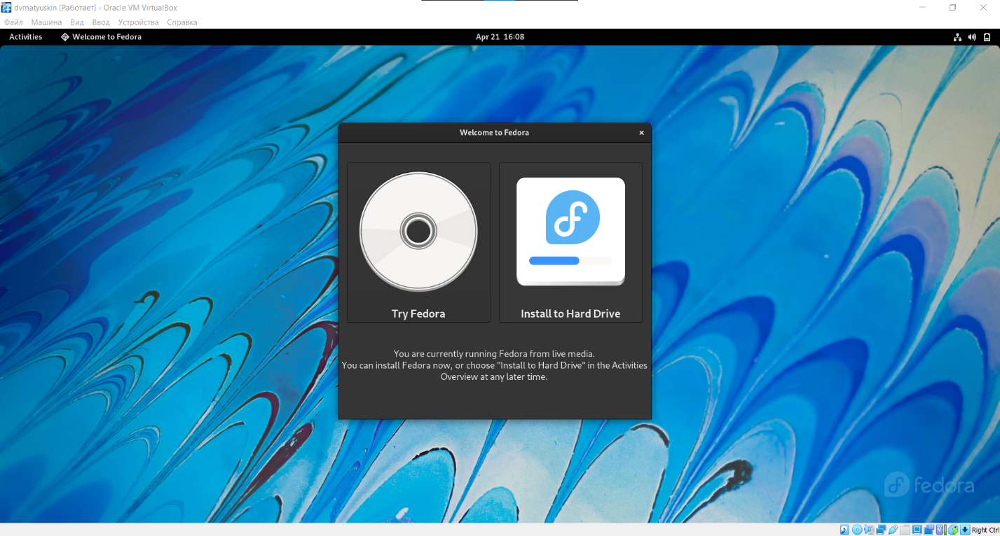 dvmatyuskin [Работает] - Oracle VM VirtualBox
Файл Машина Вид Ввод Устройства Справка
Activities Welcome to Fedora Apr 21 16:08
Welcome to Fedora
Try Fedora Install to Hard Drive
You are currently running Fedora from live media.
You can install Fedora now, or choose "Install to Hard Drive" in the Activities
Overview at any later time.
fedora
Right Ctrl